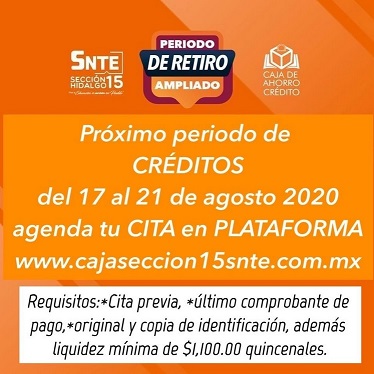 SNTE
SECCIÓN 15
HIDALGO
PERIODO
DE RETIRO
AMPLIADO
CAJA DE
AHORRO
CRÉDITO
Próximo periodo de
CRÉDITOS
del 17 al 21 de agosto 2020
agenda tu CITA en PLATAFORMA
www.cajaseccion15snte.com.mx
Requisitos:*Cita previa, *último comprobante de
pago,*original y copia de identificación, además
liquidez mínima de $1,100.00 quincenales.